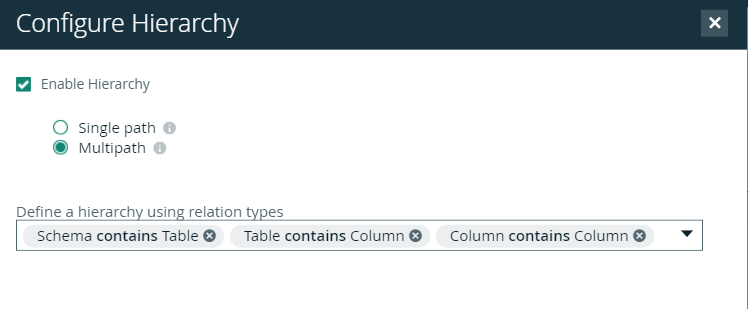 Configure Hierarchy
Enable Hierarchy
Single path
Multipath
Define a hierarchy using relation types
Schema contains Table Table contains Column Column contains Column